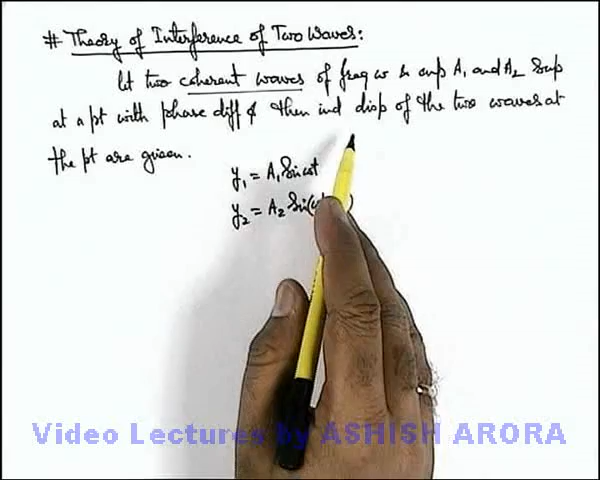 # Theory of Interference of Two Waves:
let two coherent waves of freq ω & amp A₁ and A₂ Sup
at a pt with phase diff ϕ then ind disp of the two waves at
the pt are given.
y₁ = A₁ Sin ωt
y₂ = A₂ Sin(ω )
Video Lectures by ASHISH ARORA